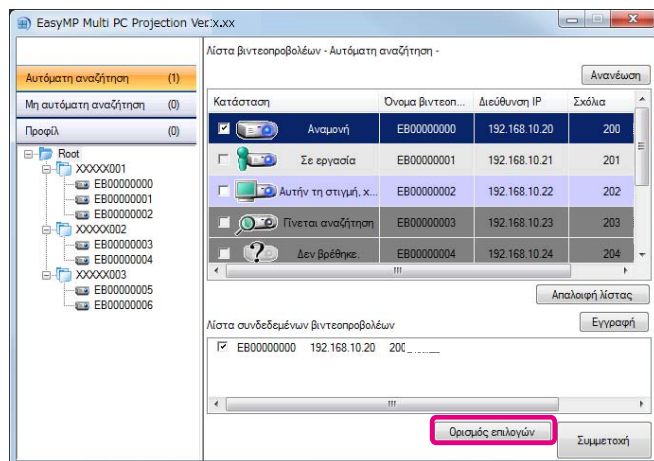 EasyMP Multi PC Projection Ver.x.xx
Λίστα βιντεοπροβολέων - Αυτόματη αναζήτηση -
Αυτόματη αναζήτηση (1)
Μη αυτόματη αναζήτηση (0)
Προφίλ (0)
Root
XXXXX001
EB00000000
EB00000001
EB00000002
XXXXX002
EB00000003
EB00000004
XXXXX003
EB00000005
EB00000006
Ανανέωση
Κατάσταση Όνομα βιντεοπ... Διεύθυνση IP Σχόλια
Αναμονή EB00000000 192.168.10.20 200
Σε εργασία EB00000001 192.168.10.21 201
Αυτήν τη στιγμή, χ... EB00000002 192.168.10.22 202
Γίνεται αναζήτηση EB00000003 192.168.10.23 203
Δεν βρέθηκε. EB00000004 192.168.10.24 204
Απαλοιφή λίστας
Λίστα συνδεδεμένων βιντεοπροβολέων
Εγγραφή
EB00000000 192.168.10.20 200
Ορισμός επιλογών
Συμμετοχή